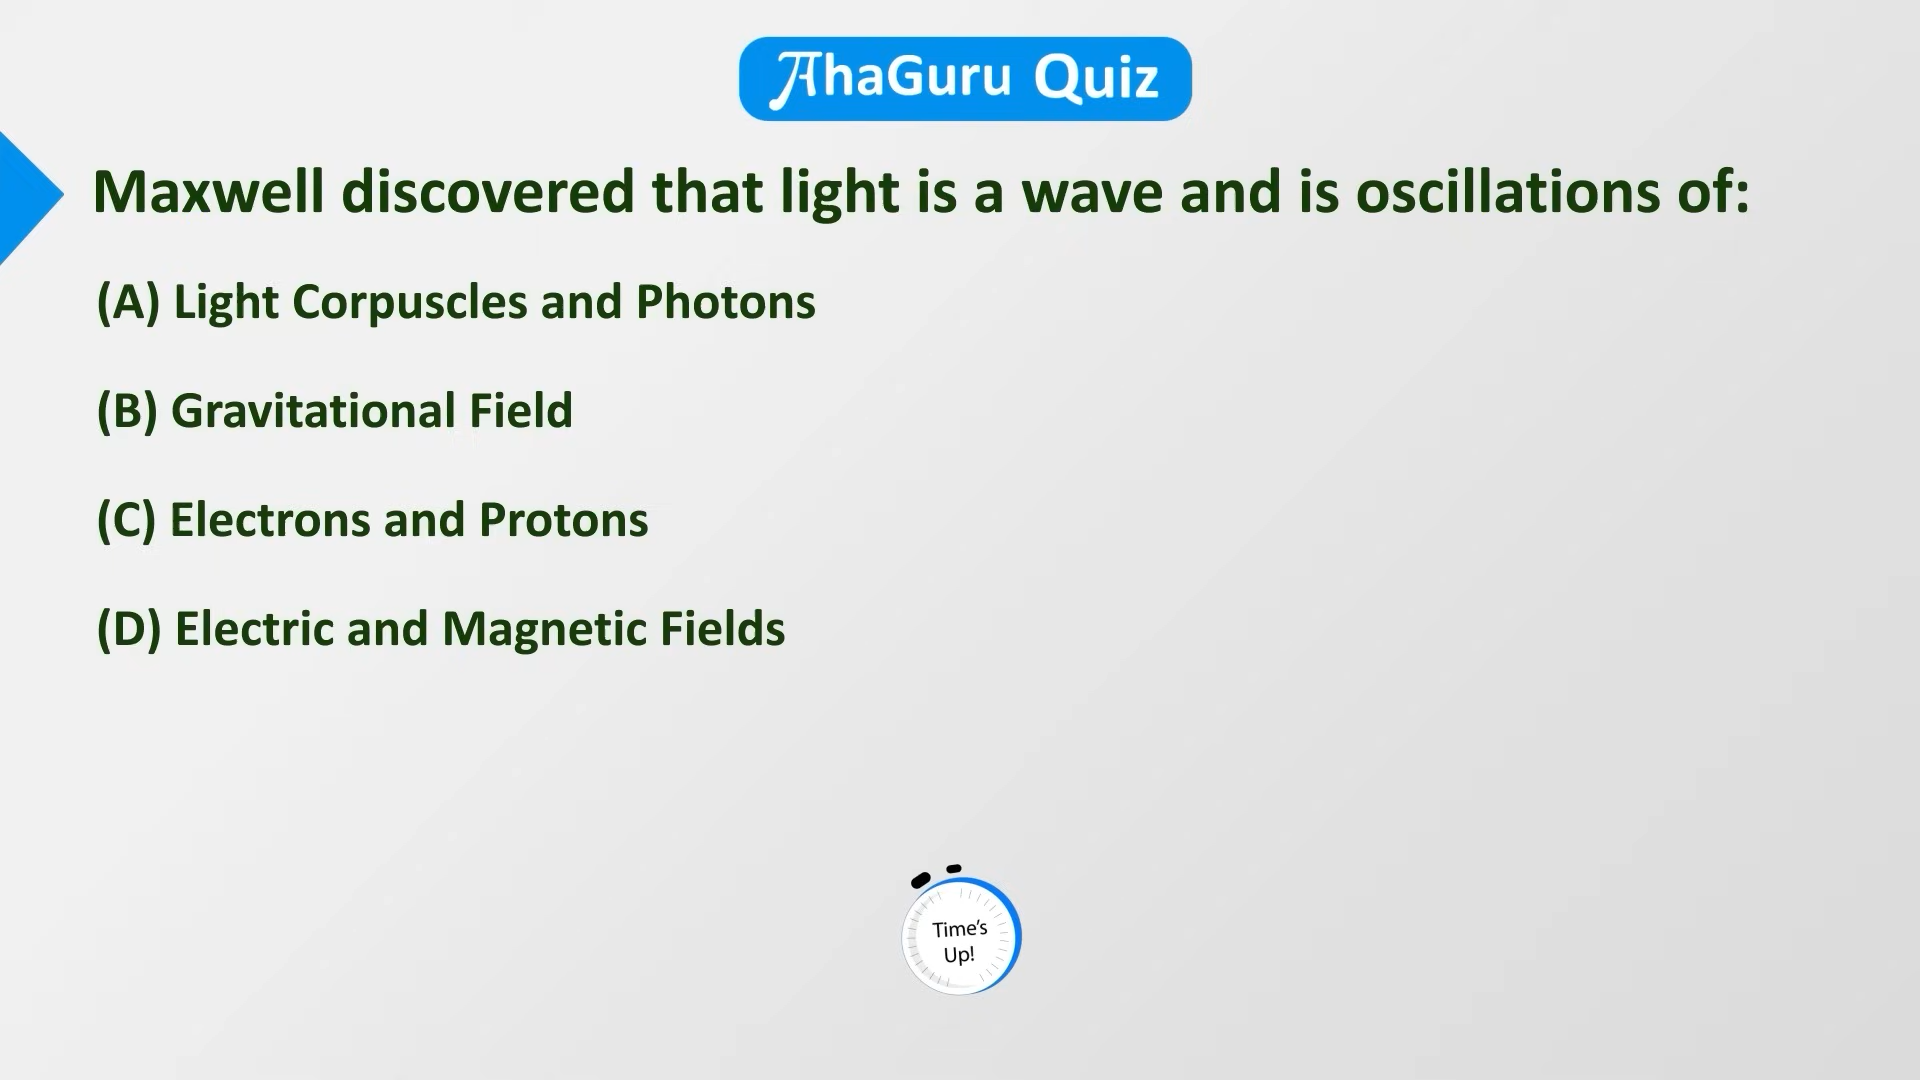 AhaGuru Quiz
Maxwell discovered that light is a wave and is oscillations of:
(A) Light Corpuscles and Photons
(B) Gravitational Field
(C) Electrons and Protons
(D) Electric and Magnetic Fields
Time's
Up!